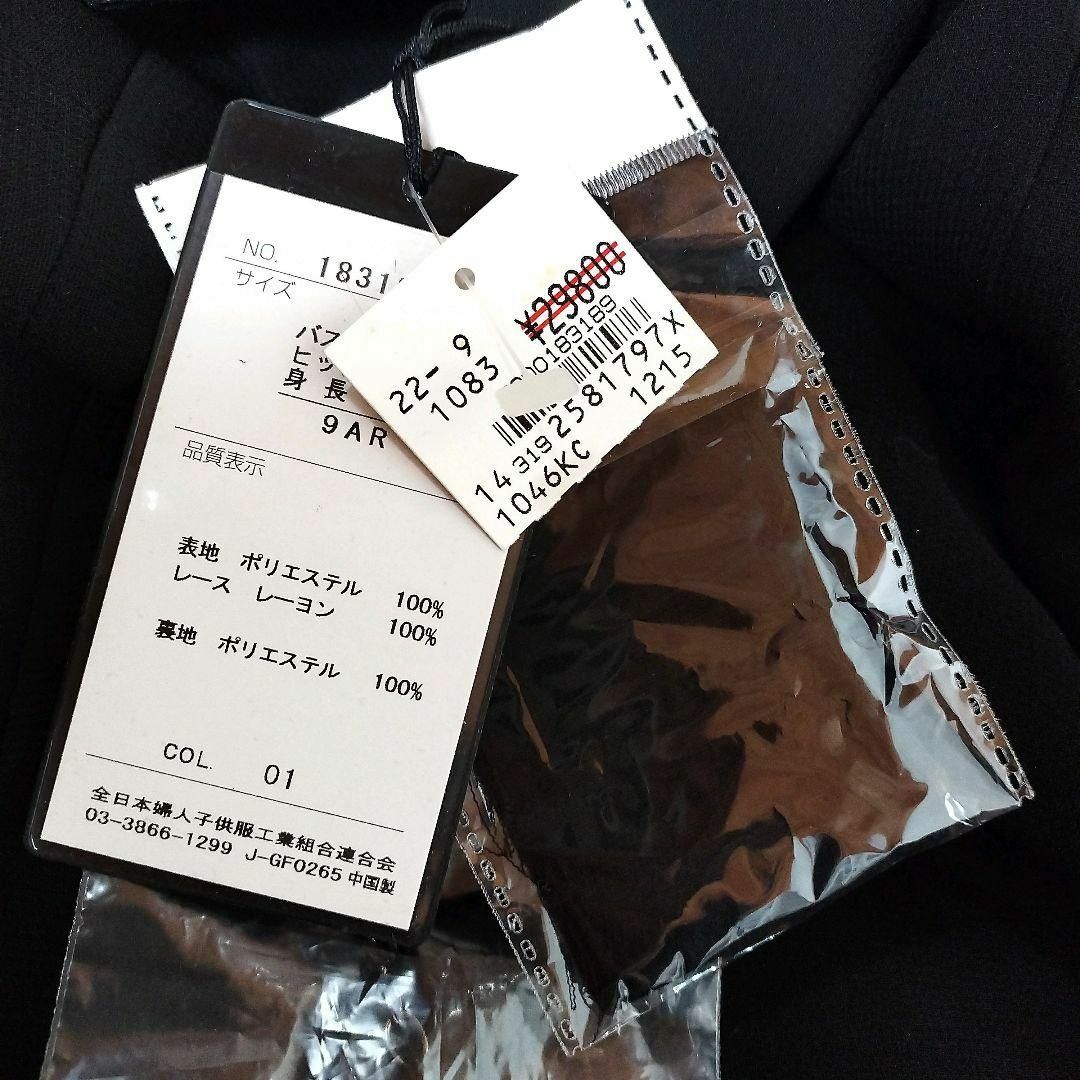 NO. 1831
サイズ
バス
ヒッ
身長
9AR
品質表示
表地 ポリエステル 100%
レース レーヨン 100%
裏地 ポリエステル 100%
COL. 01
全日本婦人子供服工業組合連合会
03-3866-1299 J-GF0265 中国製
¥29800
00183189
22- 9
1083
2581797X
14319 1215
1046KC